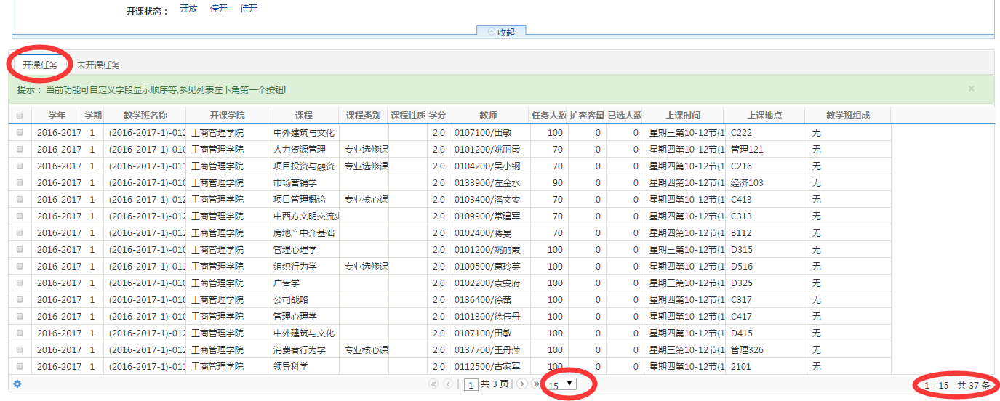 开课状态： 开放 停开 待开
收起
开课任务 未开课任务
提示： 当前功能可自定义字段显示顺序等,参见列表左下角第一个按钮! ×
学年 学期 教学班名称 开课学院 课程 课程类别 课程性质 学分 教师 任务人数 扩容容量 已选人数 上课时间 上课地点 教学班组成
2016-2017 1 (2016-2017-1)-012 工商管理学院 中外建筑与文化 2.0 0107100/田敏 100 0 0 星期三第10-12节{1 C222 无
2016-2017 1 (2016-2017-1)-010 工商管理学院 人力资源管理 专业选修课 2.0 0101200/姚丽霞 70 0 0 星期四第10-12节{1 管理121 无
2016-2017 1 (2016-2017-1)-011 工商管理学院 项目投资与融资 专业选修课 2.0 0104200/吴小钢 70 0 0 星期四第10-12节{1 C216 无
2016-2017 1 (2016-2017-1)-010 工商管理学院 市场营销学 2.0 0133900/左金水 90 0 0 星期四第10-12节{1 经济103 无
2016-2017 1 (2016-2017-1)-012 工商管理学院 项目管理概论 专业核心课 2.0 0103400/潘文安 70 0 0 星期四第10-12节{1 C413 无
2016-2017 1 (2016-2017-1)-012 工商管理学院 中西方文明交流史 2.0 0109900/常建军 70 0 0 星期四第10-12节{1 C313 无
2016-2017 1 (2016-2017-1)-012 工商管理学院 房地产中介基础 2.0 0102400/蒋旻 70 0 0 星期四第10-12节{1 B112 无
2016-2017 1 (2016-2017-1)-010 工商管理学院 管理心理学 2.0 0101200/姚丽霞 100 0 0 星期三第10-12节{1 D315 无
2016-2017 1 (2016-2017-1)-011 工商管理学院 组织行为学 专业选修课 2.0 0100500/葛玲英 100 0 0 星期四第10-12节{1 D516 无
2016-2017 1 (2016-2017-1)-010 工商管理学院 广告学 2.0 0102200/袁安府 100 0 0 星期三第10-12节{1 D325 无
2016-2017 1 (2016-2017-1)-010 工商管理学院 公司战略 2.0 0136400/徐蕾 100 0 0 星期四第10-12节{1 C317 无
2016-2017 1 (2016-2017-1)-010 工商管理学院 管理心理学 2.0 0101300/徐伟丹 100 0 0 星期四第10-12节{1 C417 无
2016-2017 1 (2016-2017-1)-012 工商管理学院 中外建筑与文化 2.0 0107100/田敏 100 0 0 星期四第10-12节{1 D415 无
2016-2017 1 (2016-2017-1)-012 工商管理学院 消费者行为学 专业核心课 2.0 0137700/王丹萍 100 0 0 星期三第10-12节{1 管理326 无
2016-2017 1 (2016-2017-1)-011 工商管理学院 领导科学 2.0 0112500/古家军 100 0 0 星期四第10-12节{1 2101 无
1 共 3 页 15 1 - 15 共 37 条